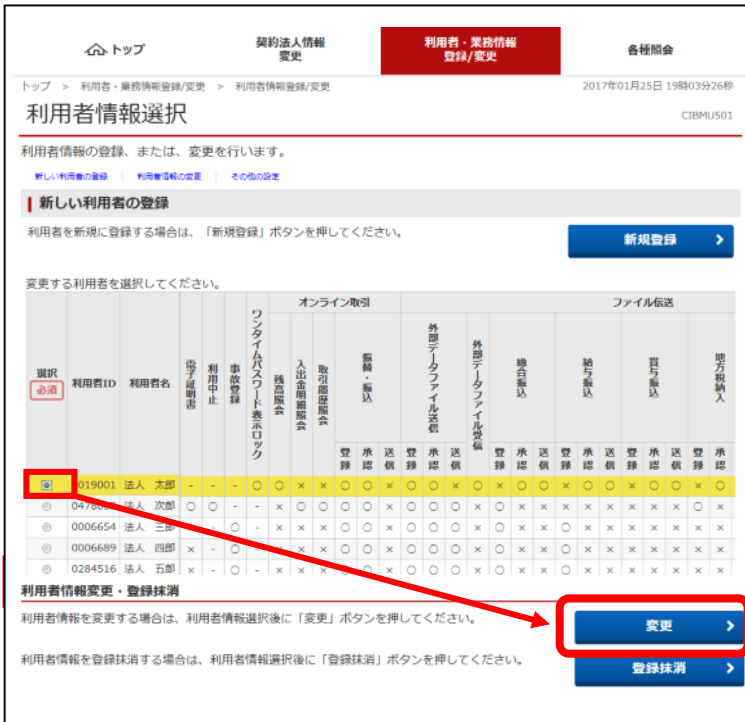 トップ
契約法人情報
変更
利用者・業務情報
登録/変更
各種照会
トップ > 利用者・業務情報登録/変更 > 利用者情報登録/変更 2017年01月25日 19時03分26秒
利用者情報選択
CIBMU501
利用者情報の登録、または、変更を行います。
新しい利用者の登録 | 利用者情報の変更 | その他の設定
新しい利用者の登録
利用者を新規に登録する場合は、「新規登録」ボタンを押してください。
新規登録
変更する利用者を選択してください。
オンライン取引 ファイル伝送
選択 必須 利用者ID 利用者名 電子証明書 利用中止 事故登録 ワンタイムパスワード表示ロック 残高照会 入出金明細照会 取引履歴照会 振替・振込 外部データファイル送信 外部データファイル受信 総合振込 給与振込 賞与振込 地方税納入
登録 承認 送信 登録 承認 送信 登録 承認 送信 登録 承認 送信 登録 承認 送信 登録 承認
019001 法人 太郎 - - - ○ ○ × × ○ ○ × ○ ○ × ○ × ○ ○ × ○ ○ × ○ ○ × ○
法人 次郎 ○ ○ - - × ○ ○ ○ ○ × ○ ○ ○ × ○ × × ○ × × × × × ○ ×
0006654 法人 三郎 - ○ - × × × ○ ○ × ○ ○ ○ × ○ × × ○ × × × × × × ×
0006689 法人 四郎 × - ○ × × ○ ○ × ○ ○ ○ × ○ × × ○ × × × × × × ×
0284516 法人 五郎 × - ○ - × × × ○ × ○ ○ ○ × ○ × × ○ × × × × × × ×
利用者情報変更・登録抹消
利用者情報を変更する場合は、利用者情報選択後に「変更」ボタンを押してください。
変更
利用者情報を登録抹消する場合は、利用者情報選択後に「登録抹消」ボタンを押してください。
登録抹消